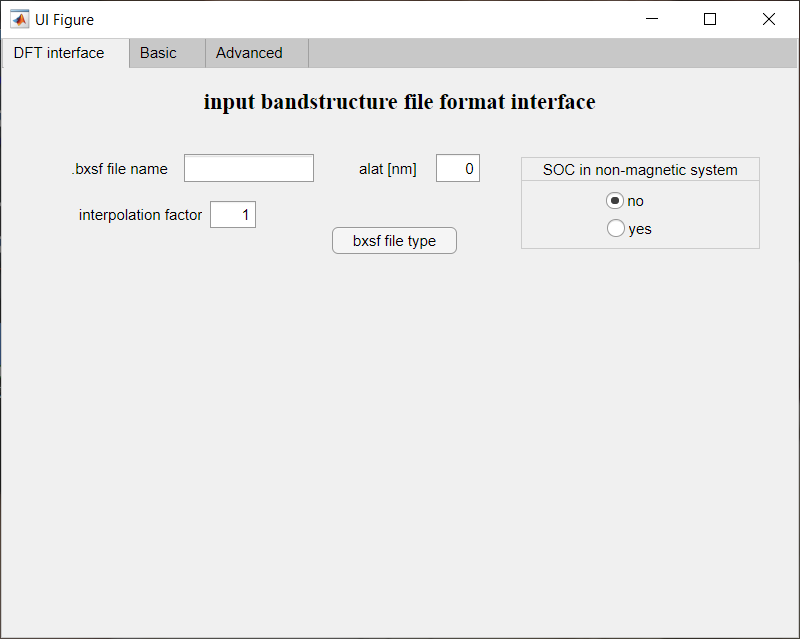 UI Figure
DFT interface Basic Advanced
input bandstructure file format interface
.bxsf file name alat [nm] 0 SOC in non-magnetic system
no
interpolation factor 1
yes
bxsf file type